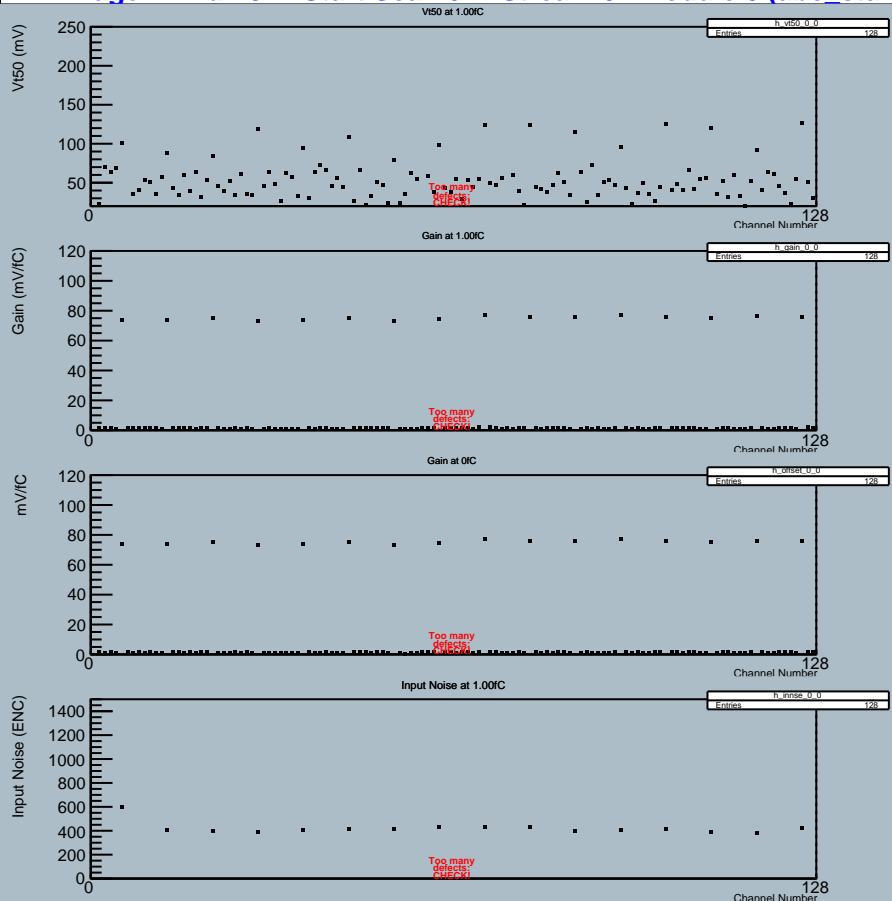 Vt50 at 1.00fC
h_vt50_0_0
Entries 128
Vt50 (mV)
250
200
150
100
50
Too many
defects:
CHECK!
0
128
Channel Number
Gain at 1.00fC
h_gain_0_0
Entries 128
Gain (mV/fC)
120
100
80
60
40
20
0
Too many
defects:
CHECK!
0
128
Channel Number
Gain at 0fC
h_offset_0_0
Entries 128
mV/fC
120
100
80
60
40
20
0
Too many
defects:
CHECK!
0
128
Channel Number
Input Noise at 1.00fC
h_innse_0_0
Entries 128
Input Noise (ENC)
1400
1200
1000
800
600
400
200
0
Too many
defects:
CHECK!
0
128
Channel Number